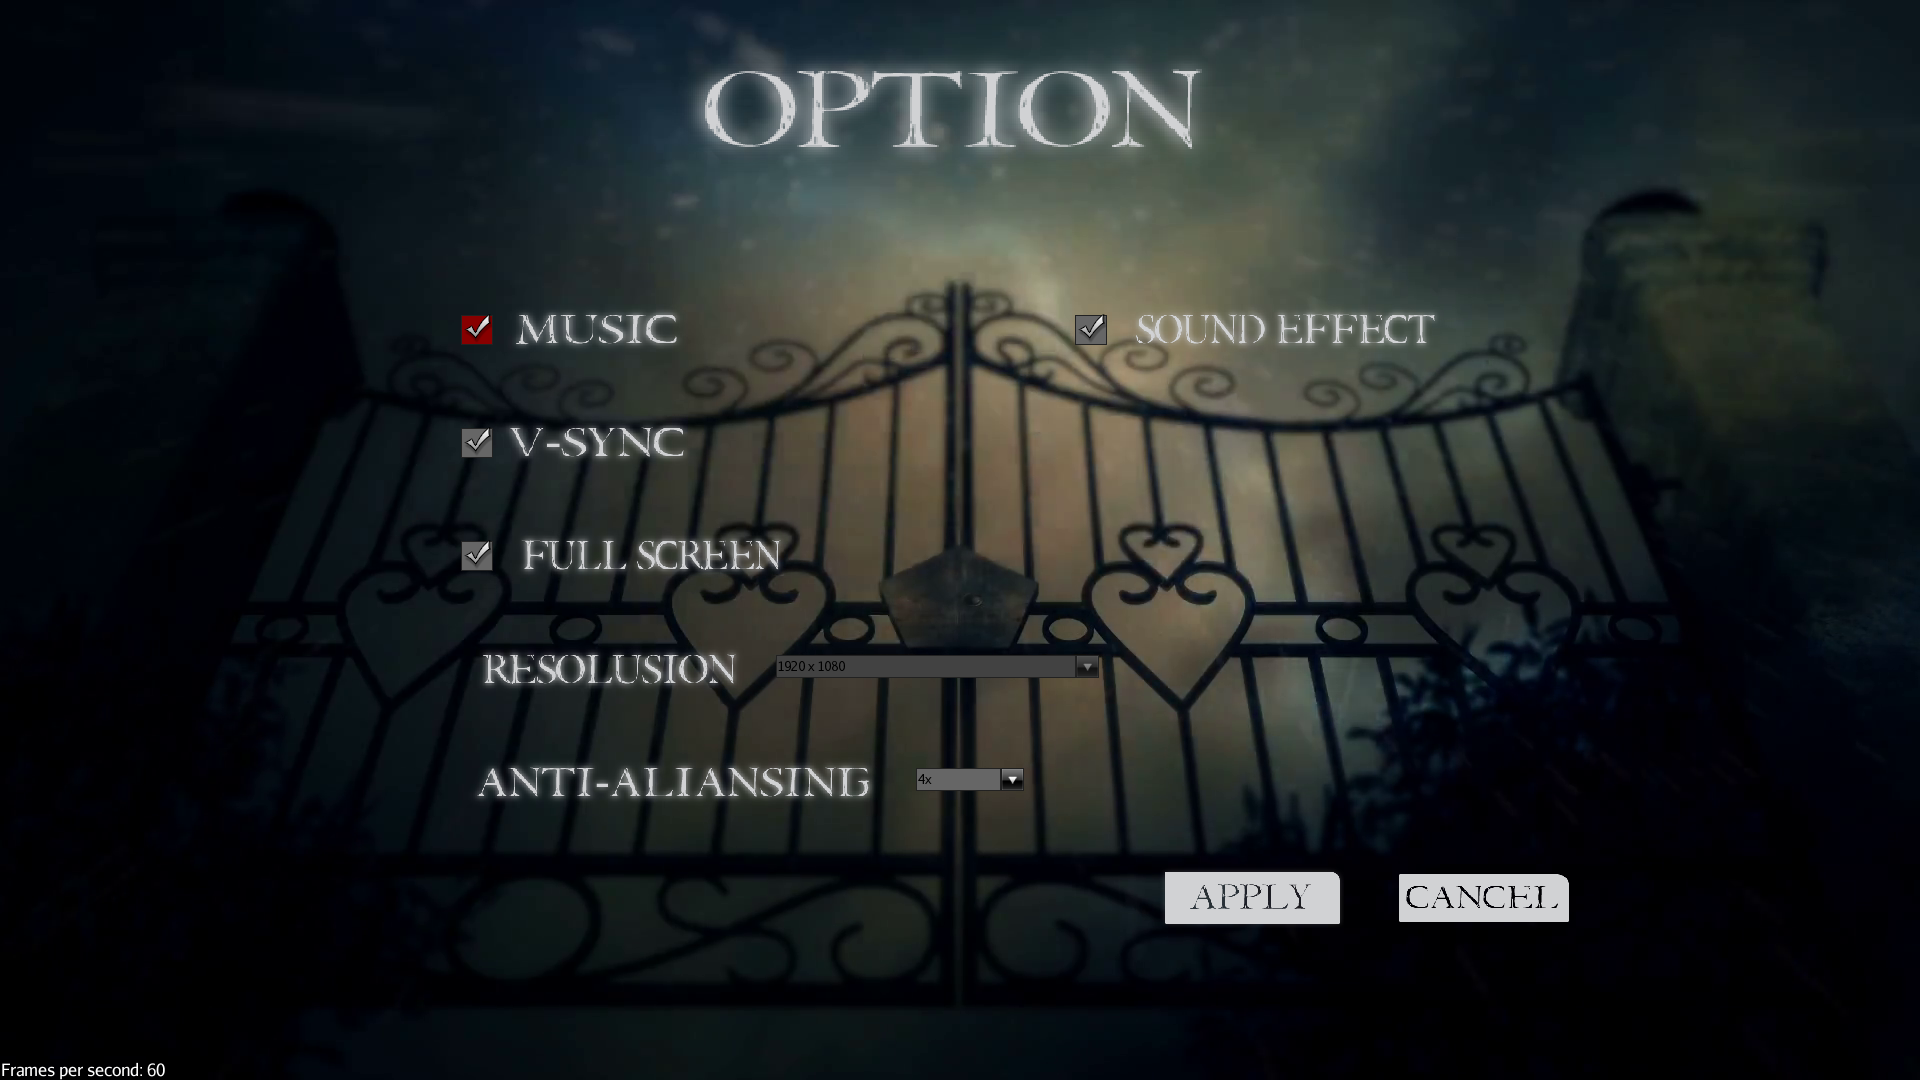 OPTION
MUSIC
SOUND EFFECT
V-SYNC
FULL SCREEN
RESOLUSION
1920 x 1080
ANTI-ALIANSING
4x
APPLY
CANCEL
Frames per second: 60